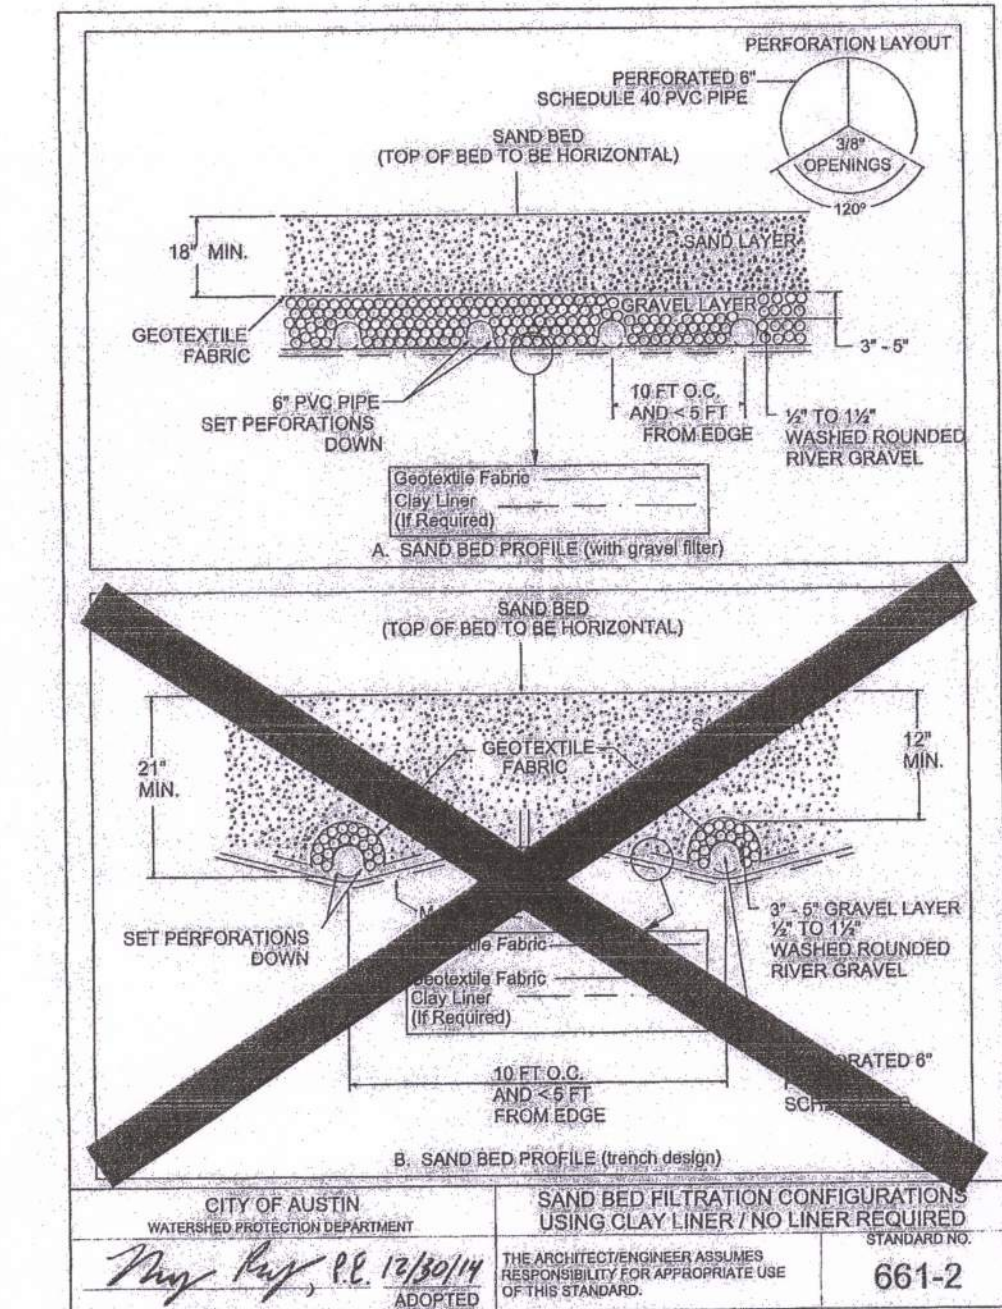 PERFORATION LAYOUT
PERFORATED 6"
SCHEDULE 40 PVC PIPE
3/8"
OPENINGS
120°
SAND BED
(TOP OF BED TO BE HORIZONTAL)
18" MIN.
SAND LAYER
GRAVEL LAYER
GEOTEXTILE
FABRIC
3" - 5"
6" PVC PIPE
SET PEFORATIONS
DOWN
10 FT O.C.
AND < 5 FT
FROM EDGE
½" TO 1½"
WASHED ROUNDED
RIVER GRAVEL
Geotextile Fabric
Clay Liner
(If Required)
A. SAND BED PROFILE (with gravel filter)
SAND BED
(TOP OF BED TO BE HORIZONTAL)
21"
MIN.
GEOTEXTILE
FABRIC
12"
MIN.
SET PERFORATIONS
DOWN
3" - 5" GRAVEL LAYER
½" TO 1½"
WASHED ROUNDED
RIVER GRAVEL
Fabric
Geotextile Fabric
Clay Liner
(If Required)
6"
10 FT O.C.
AND < 5 FT
FROM EDGE
B. SAND BED PROFILE (trench design)
CITY OF AUSTIN
WATERSHED PROTECTION DEPARTMENT
SAND BED FILTRATION CONFIGURATIONS
USING CLAY LINER / NO LINER REQUIRED
P.E. 12/30/14
ADOPTED
THE ARCHITECT/ENGINEER ASSUMES
RESPONSIBILITY FOR APPROPRIATE USE
OF THIS STANDARD.
STANDARD NO.
661-2